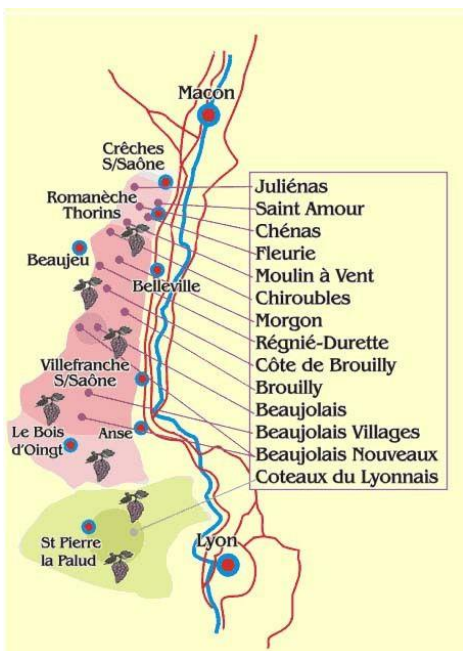 Macon
Crêches
S/Saône
Romanèche
Thorins
Beaujeu
Belleville
Villefranche
S/Saône
Le Bois
d'Oingt
Anse
St Pierre
la Palud
Lyon
Juliénas
Saint Amour
Chénas
Fleurie
Moulin à Vent
Chiroubles
Morgon
Régnié-Durette
Côte de Brouilly
Brouilly
Beaujolais
Beaujolais Villages
Beaujolais Nouveaux
Coteaux du Lyonnais